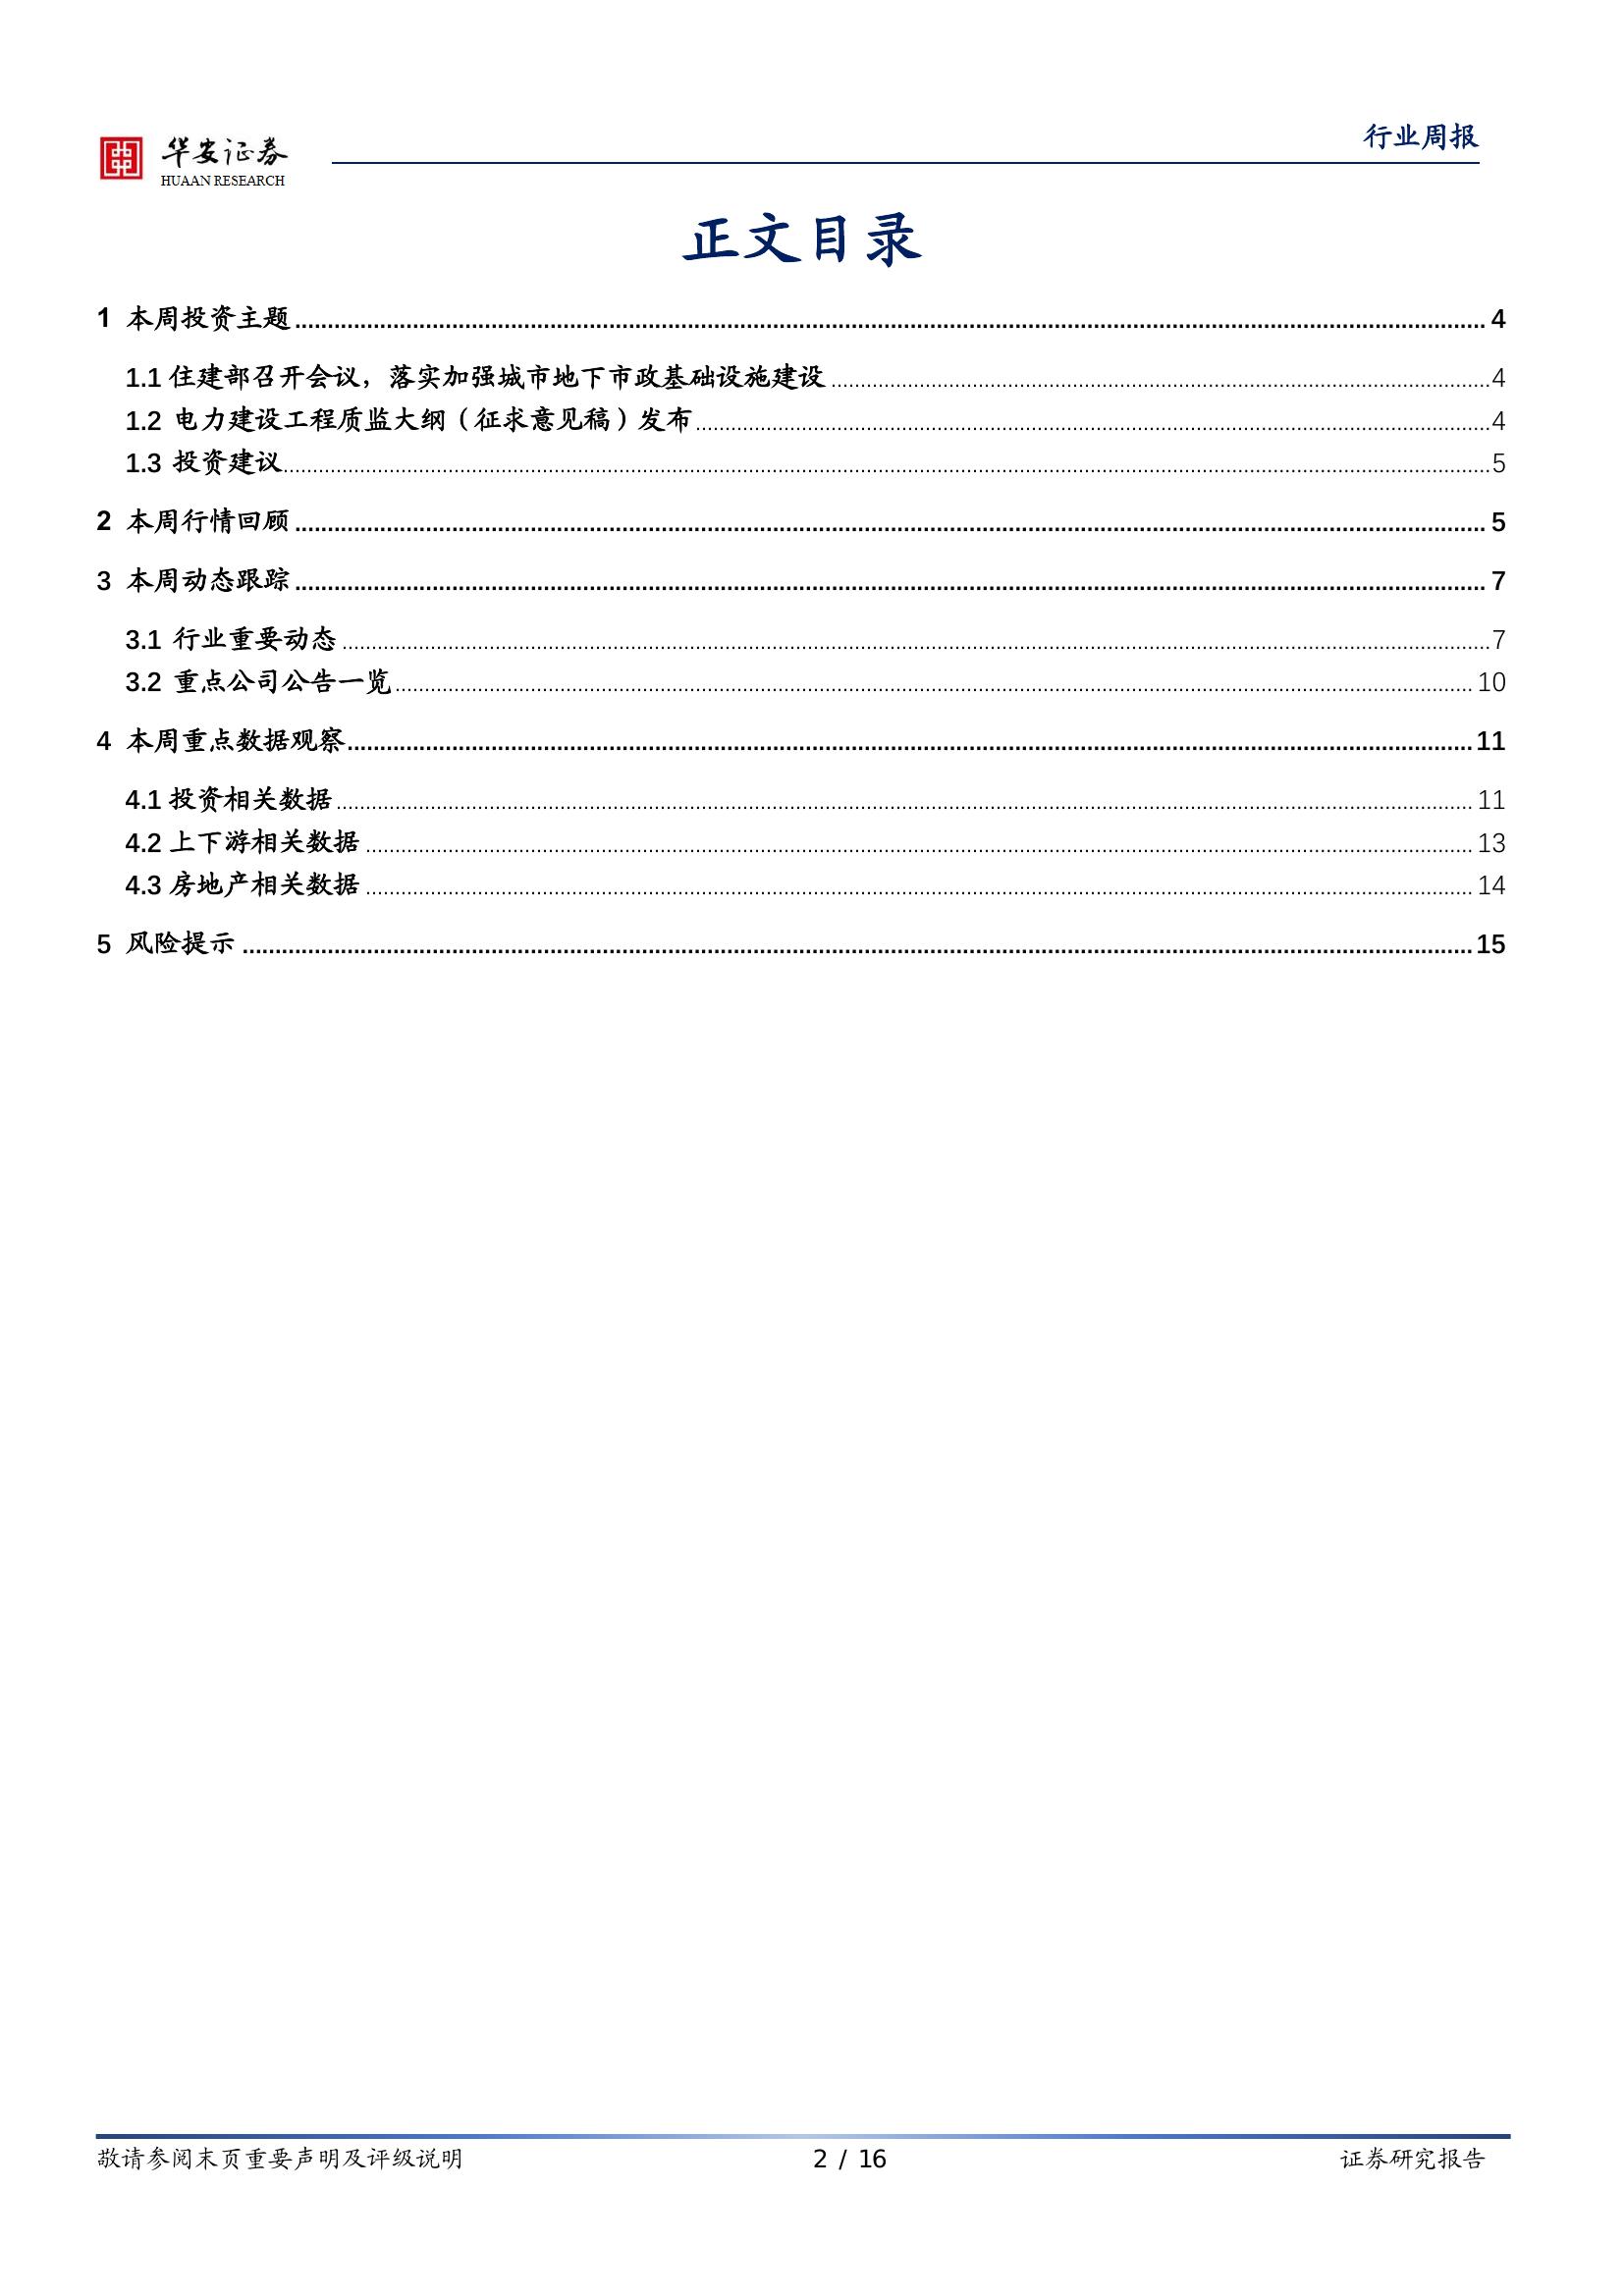 华安证券
HUAAN RESEARCH
行业周报
正文目录
1 本周投资主题 4
1.1 住建部召开会议，落实加强城市地下市政基础设施建设 4
1.2 电力建设工程质监大纲（征求意见稿）发布 4
1.3 投资建议 5
2 本周行情回顾 5
3 本周动态跟踪 7
3.1 行业重要动态 7
3.2 重点公司公告一览 10
4 本周重点数据观察 11
4.1 投资相关数据 11
4.2 上下游相关数据 13
4.3 房地产相关数据 14
5 风险提示 15
敬请参阅末页重要声明及评级说明 2 / 16 证券研究报告